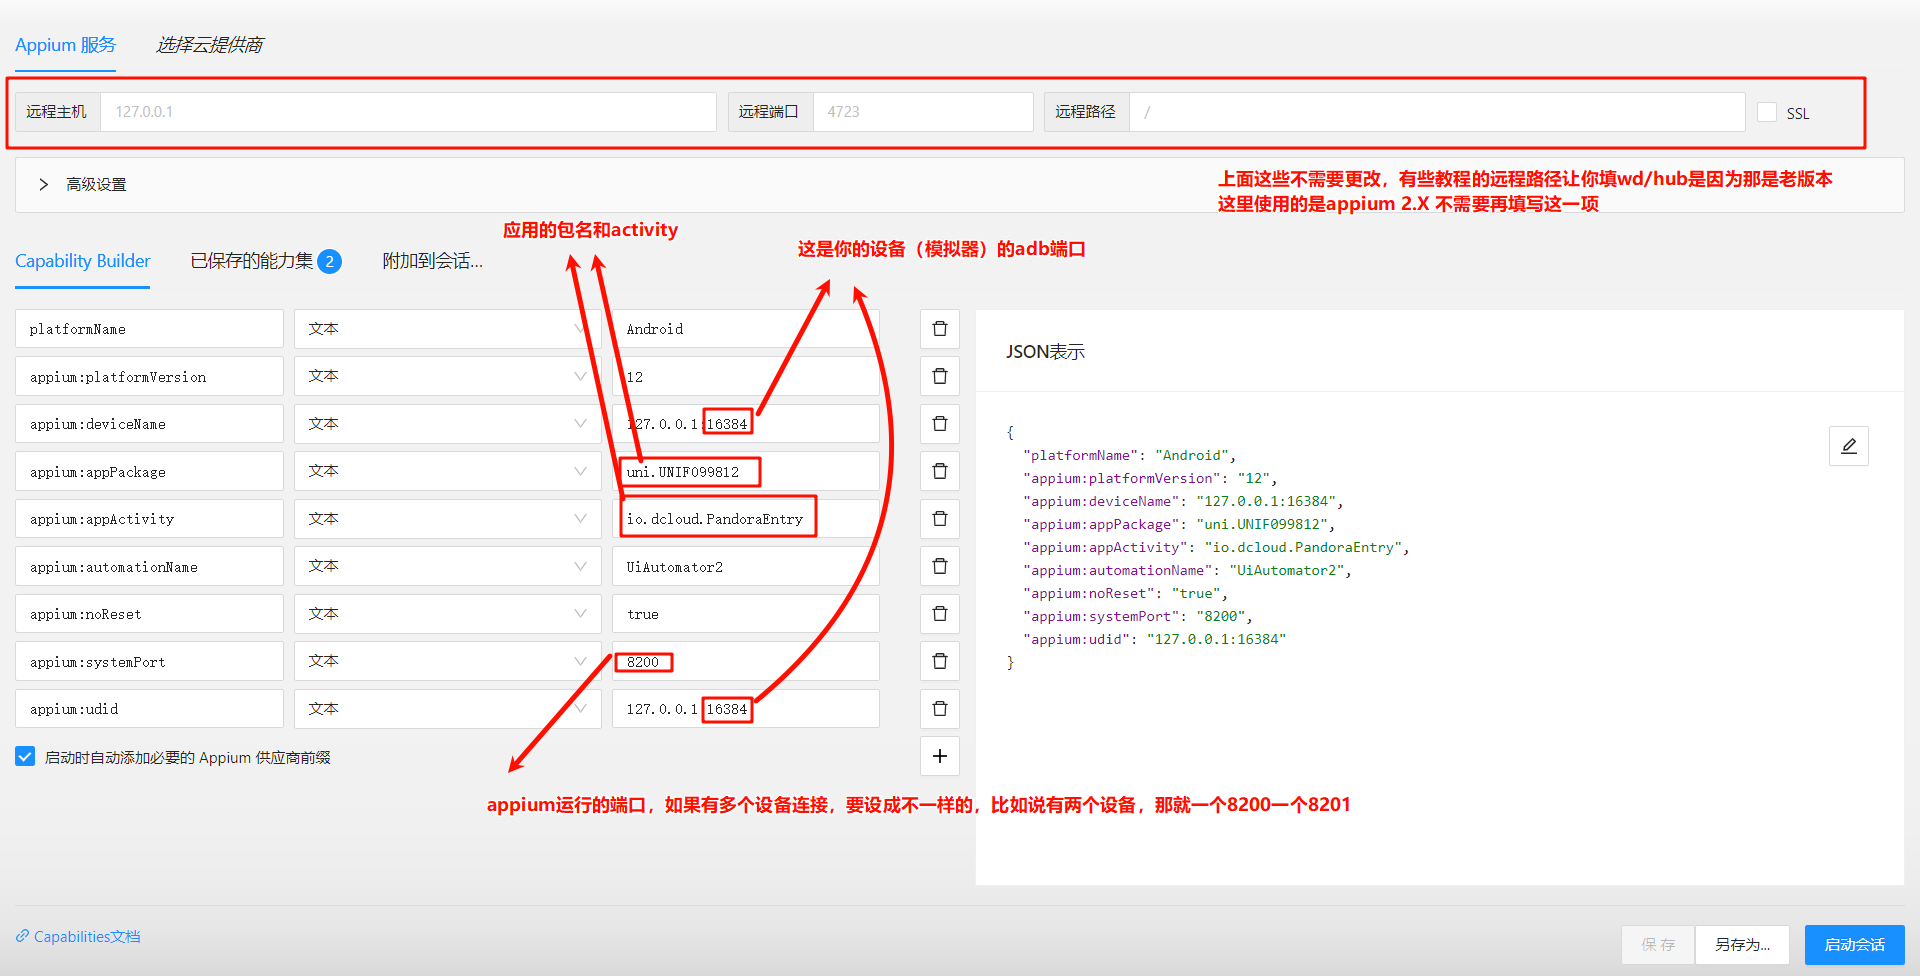 Appium 服务
选择云提供商
远程主机
127.0.0.1
远程端口
4723
远程路径
/
SSL
高级设置
上面这些不需要更改，有些教程的远程路径让你填wd/hub是因为那是老版本
这里使用的是appium 2.X 不需要再填写这一项
应用的包名和activity
这是你的设备（模拟器）的adb端口
Capability Builder
已保存的能力集 2
附加到会话...
platformName 文本 Android
appium:platformVersion 文本 12
appium:deviceName 文本 127.0.0.1:16384
appium:appPackage 文本 uni.UNIF099812
appium:appActivity 文本 io.dcloud.PandoraEntry
appium:automationName 文本 UiAutomator2
appium:noReset 文本 true
appium:systemPort 文本 8200
appium:udid 文本 127.0.0.1:16384
启动时自动添加必要的 Appium 供应商前缀
JSON表示
{
"platformName": "Android",
"appium:platformVersion": "12",
"appium:deviceName": "127.0.0.1:16384",
"appium:appPackage": "uni.UNIF099812",
"appium:appActivity": "io.dcloud.PandoraEntry",
"appium:automationName": "UiAutomator2",
"appium:noReset": "true",
"appium:systemPort": "8200",
"appium:udid": "127.0.0.1:16384"
}
appium运行的端口，如果有多个设备连接，要设成不一样的，比如说有两个设备，那就一个8200一个8201
Capabilities文档
保 存
另存为...
启动会话